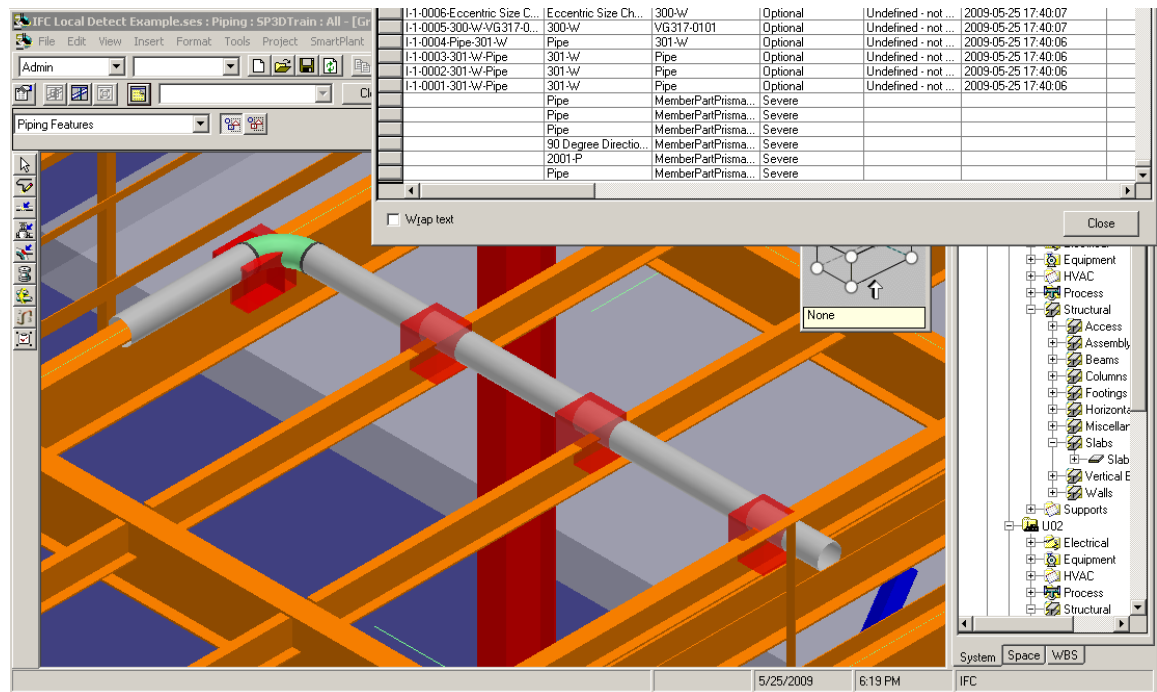 IFC Local Detect Example.ses : Piping : SP3DTrain : All - [Gr
File Edit View Insert Format Tools Project SmartPlant
Admin
Cl
Piping Features
I-1-0006-Eccentric Size C... Eccentric Size Ch... 300-W Optional Undefined - not ... 2009-05-25 17:40:07
I-1-0005-300-W-VG317-0... 300-W VG317-0101 Optional Undefined - not ... 2009-05-25 17:40:07
I-1-0004-Pipe-301-W Pipe 301-W Optional Undefined - not ... 2009-05-25 17:40:06
I-1-0003-301-W-Pipe 301-W Pipe Optional Undefined - not ... 2009-05-25 17:40:06
I-1-0002-301-W-Pipe 301-W Pipe Optional Undefined - not ... 2009-05-25 17:40:06
I-1-0001-301-W-Pipe 301-W Pipe Optional Undefined - not ... 2009-05-25 17:40:06
Pipe MemberPartPrisma... Severe
Pipe MemberPartPrisma... Severe
Pipe MemberPartPrisma... Severe
90 Degree Directio... MemberPartPrisma... Severe
2001-P MemberPartPrisma... Severe
Pipe MemberPartPrisma... Severe
Wrap text
Close
None
Equipment
HVAC
Process
Structural
Access
Assembly
Beams
Columns
Footings
Horizonta
Miscellar
Slabs
Slab
Vertical E
Walls
Supports
U02
Electrical
Equipment
HVAC
Process
Structural
System Space WBS
5/25/2009 6:19 PM IFC